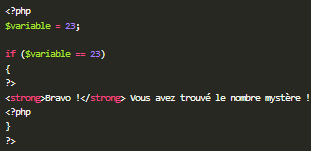 <?php
$variable = 23;
if ($variable == 23)
{
?>
<strong>Bravo !</strong> Vous avez trouvé le nombre mystère !
<?php
}
?>